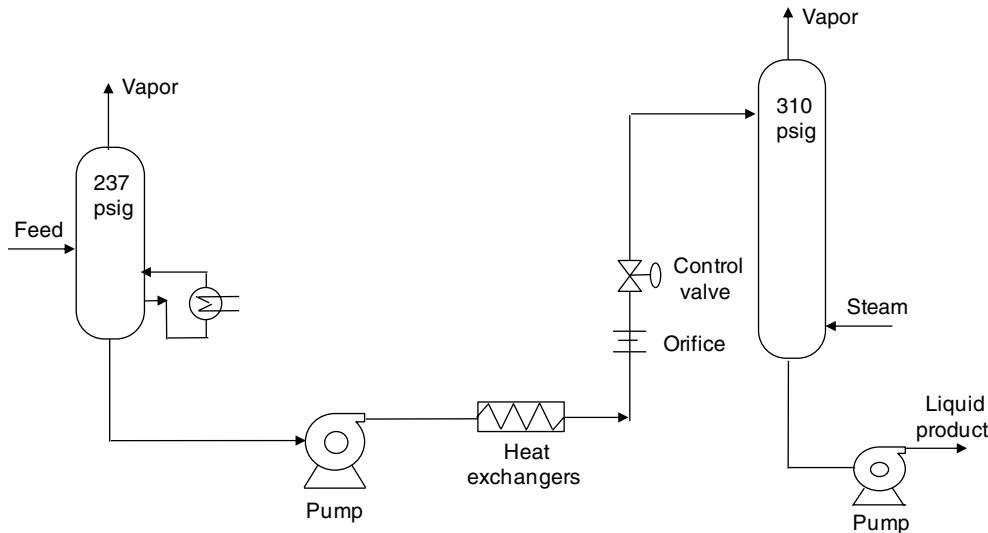 Vapor
237
psig
Feed
Pump
Heat
exchangers
Control
valve
Orifice
Vapor
310
psig
Steam
Liquid
product
Pump